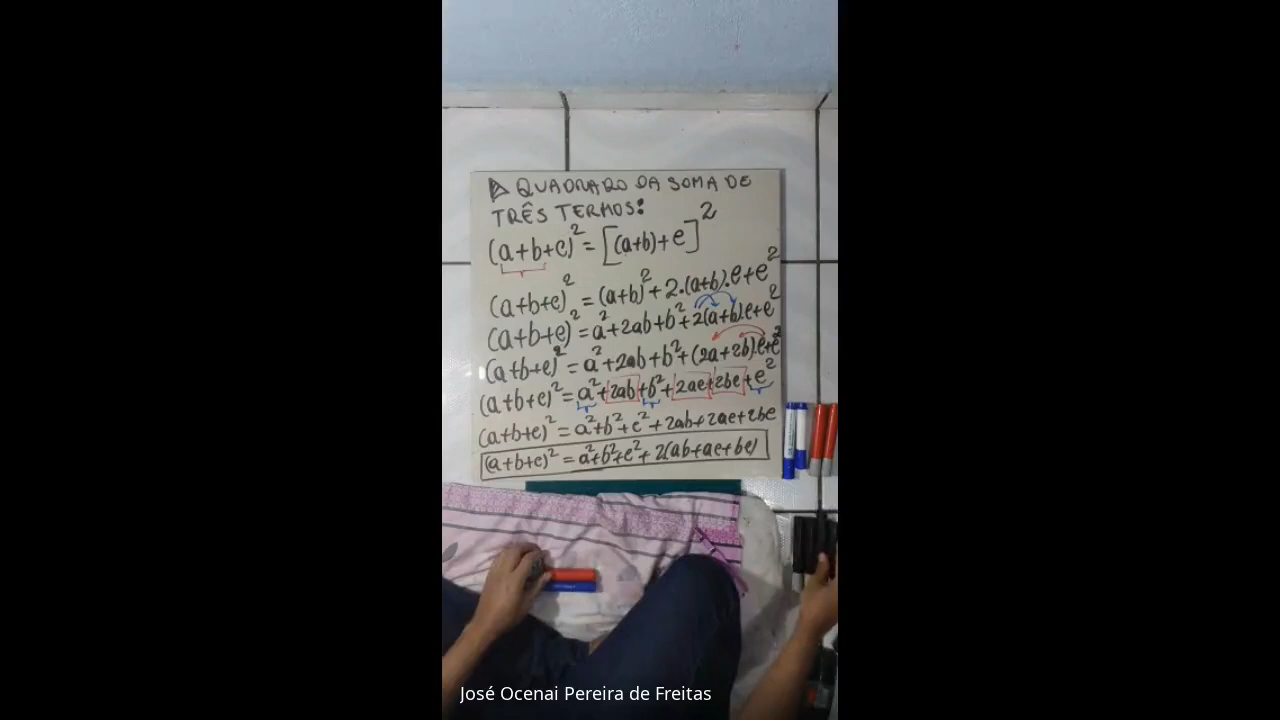 QUADRADO DA SOMA DE
TRÊS TERMOS:
(a+b+c)² = [(a+b)+c]²
(a+b+c)² = (a+b)² + 2.(a+b).c+c²
(a+b+c)² = a²+2ab+b²+2(a+b).c+c²
(a+b+c)² = a²+2ab+b²+(2a+2b).c+c²
(a+b+c)² = a²+2ab+b²+2ac+2bc+c²
(a+b+c)² = a²+b²+c²+2ab+2ac+2bc
(a+b+c)² = a²+b²+c²+2(ab+ac+bc)
José Ocenai Pereira de Freitas